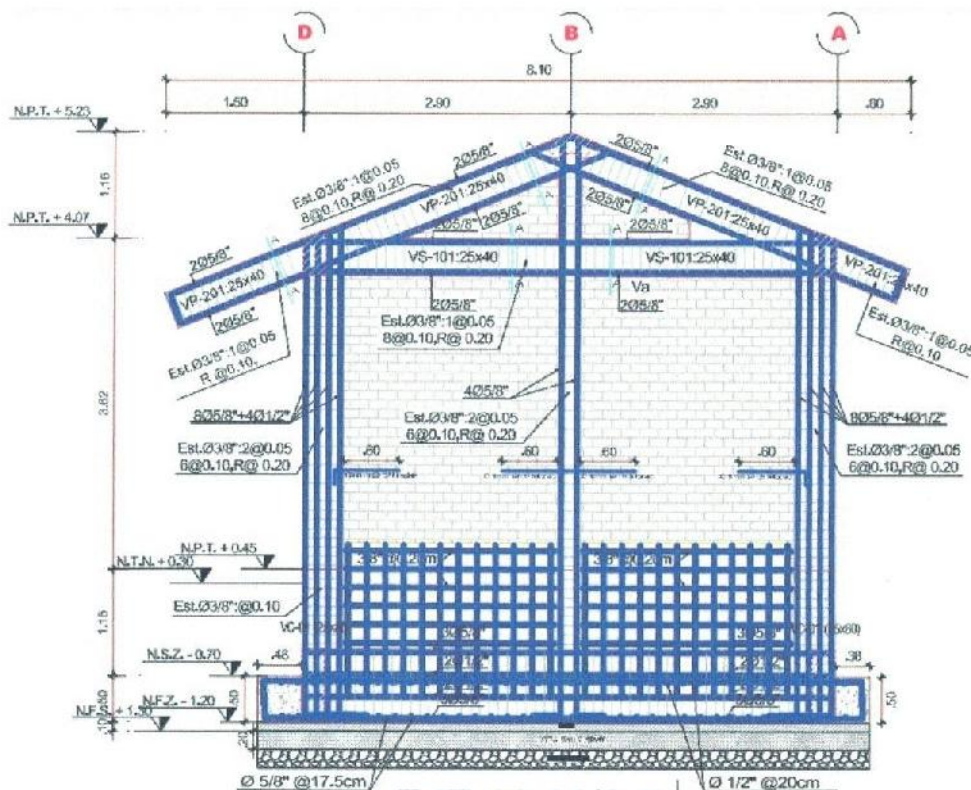 D
B
A
8.10
1.50
2.90
2.90
.80
N.P.T. + 5.23
1.16
N.P.T. + 4.07
Est.Ø3/8":1@0.05
8@0.10,R@ 0.20
2Ø5/8"
VP-201:25x40
2Ø5/8"
Est.Ø3/8":1@0.05
8@0.10,R@ 0.20
VP-201:25x40
2Ø5/8"
2Ø5/8"
2Ø5/8"
2Ø5/8"
2Ø5/8"
VP-201:25x40
2Ø5/8"
VS-101:25x40
VS-101:25x40
VP-201:25x40
2Ø5/8"
Va
2Ø5/8"
Est.Ø3/8":1@0.05
R @0.10,
Est.Ø3/8":1@0.05
8@0.10,R@ 0.20
Est.Ø3/8":1@0.05
R@0.10
3.62
8Ø5/8"+4Ø1/2"
4Ø5/8"
8Ø5/8"+4Ø1/2"
Est.Ø3/8":2@0.05
6@0.10,R@ 0.20
Est.Ø3/8":2@0.05
6@0.10,R@ 0.20
Est.Ø3/8":2@0.05
6@0.10,R@ 0.20
.60
.60
.60
.60
N.P.T. + 0.45
N.T.N. + 0.30
Est.Ø3/8":@0.10
1.15
N.S.Z. - 0.70
.48
.38
.50
.50
N.F.Z. - 1.20
.50
.10
.20
Ø 5/8" @17.5cm
Ø 1/2" @20cm